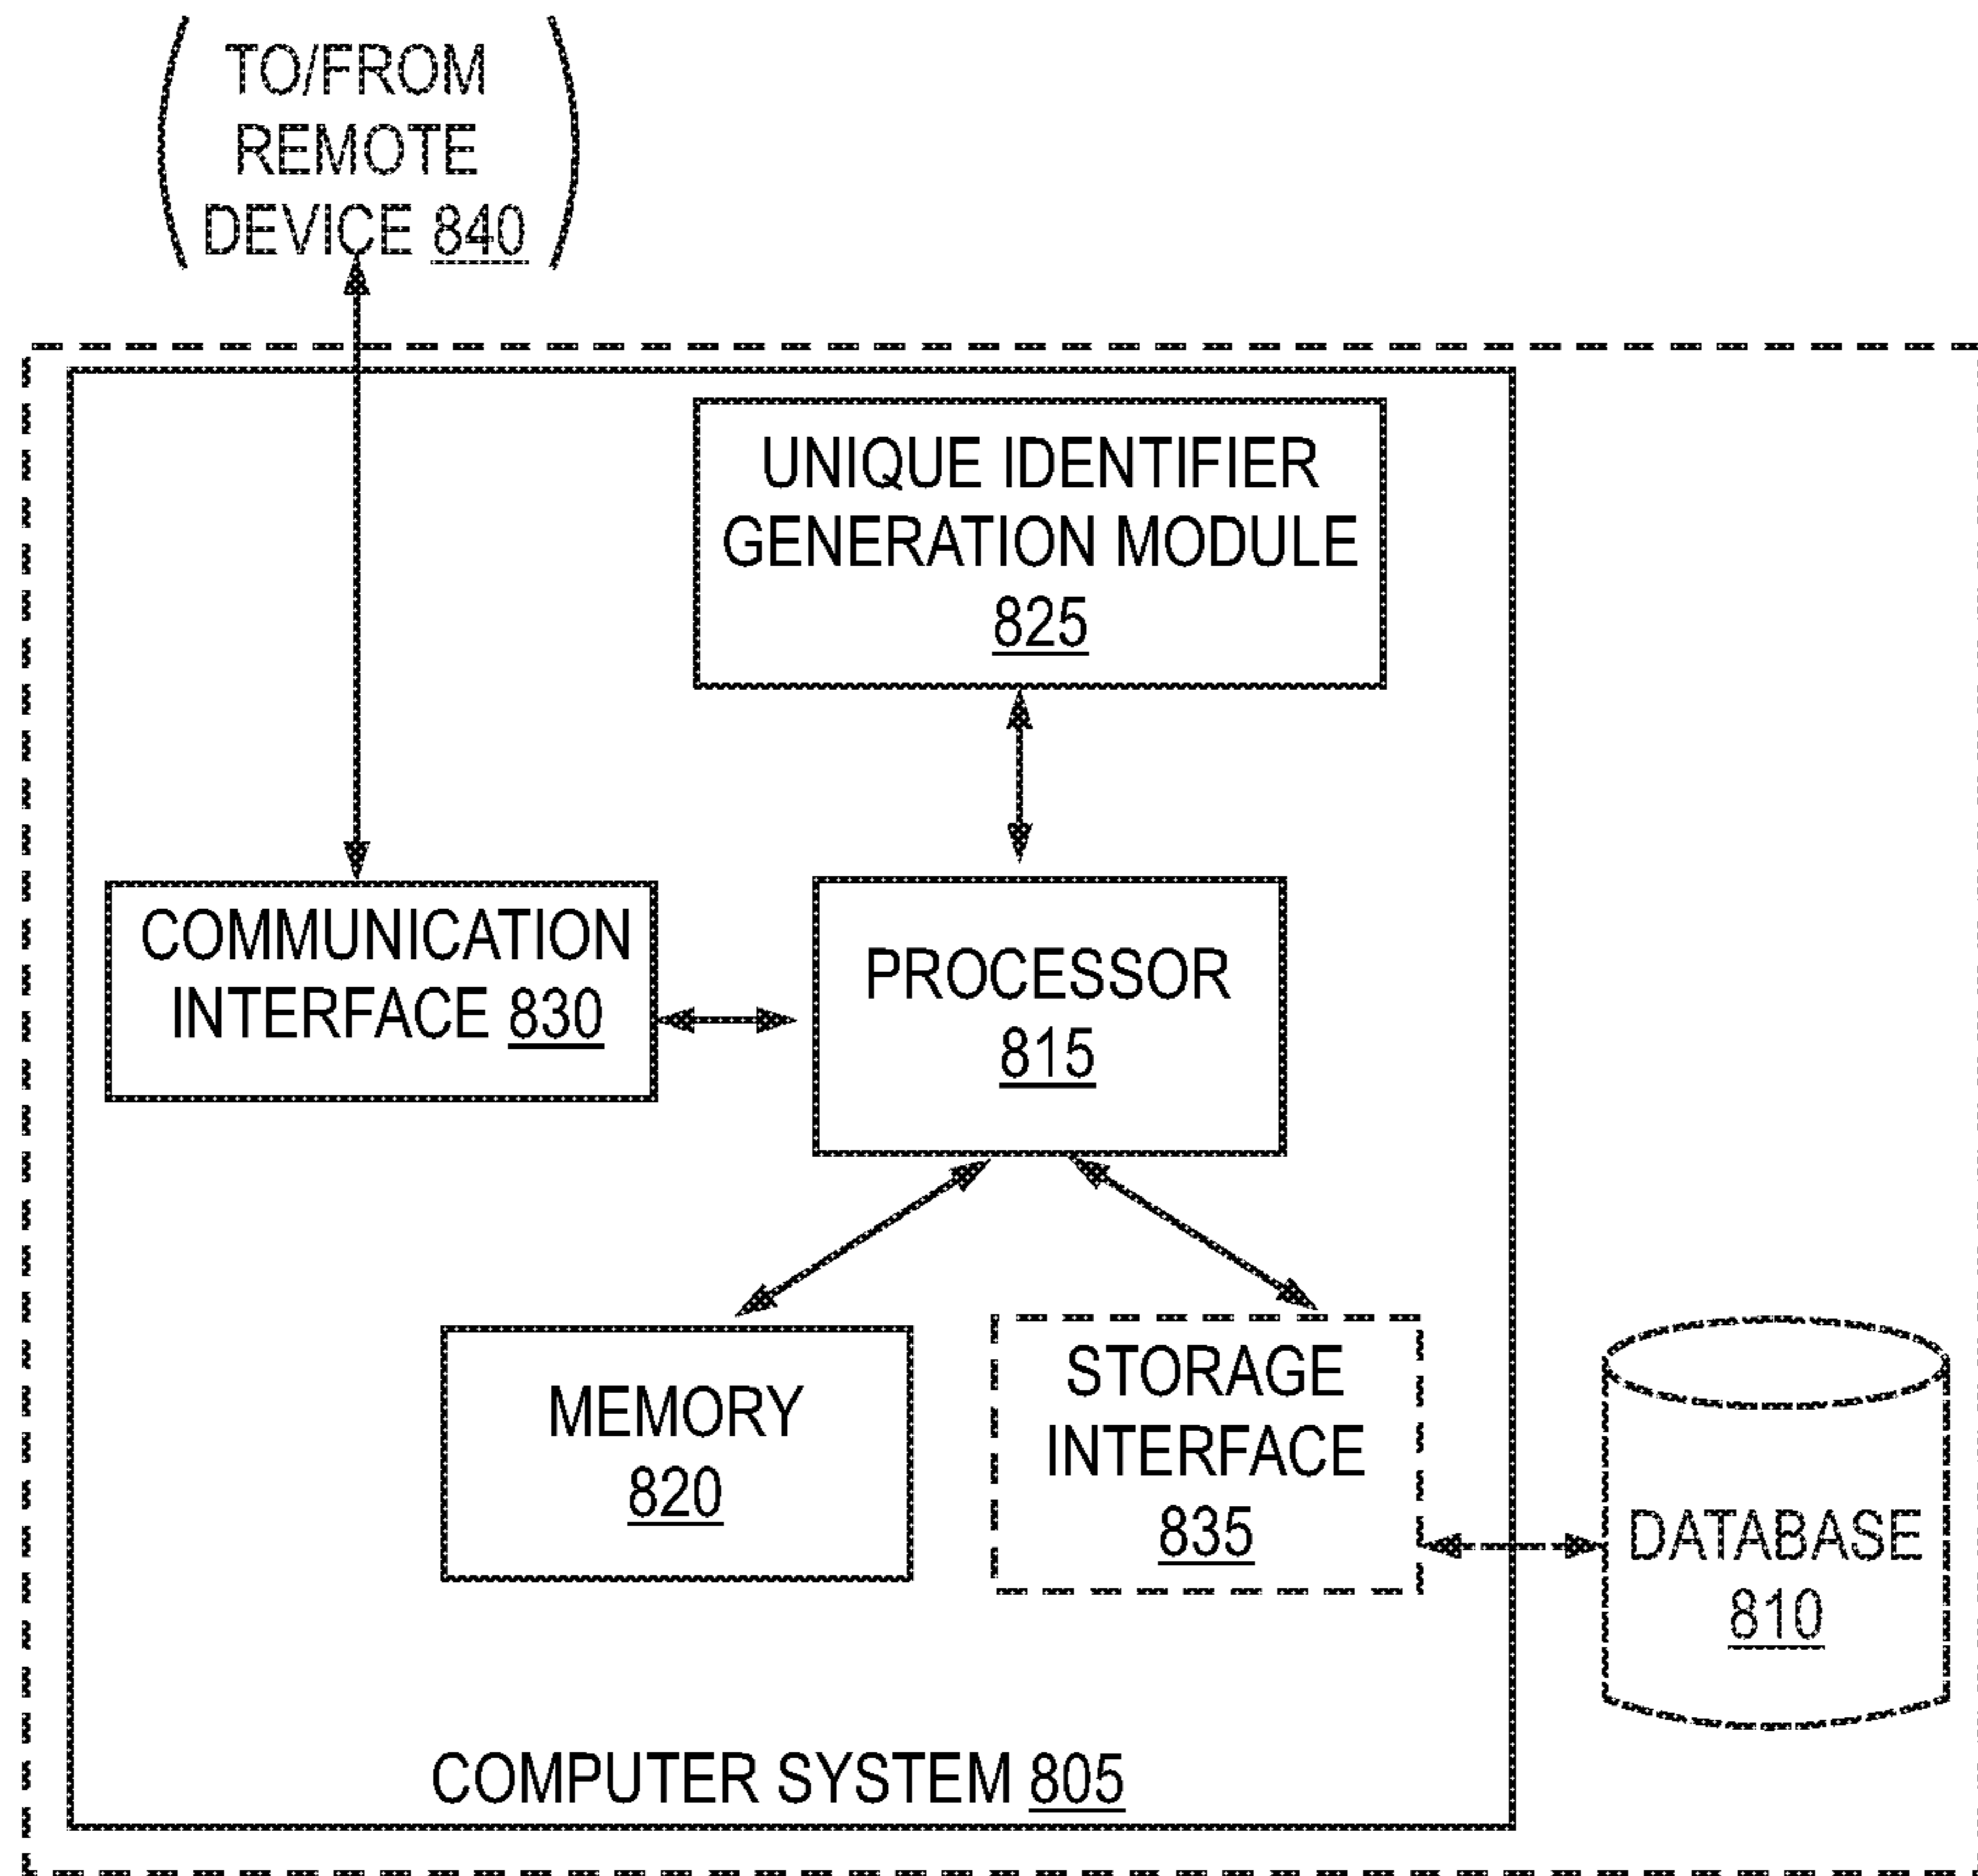 TO/FROM
REMOTE
DEVICE 840
UNIQUE IDENTIFIER
GENERATION MODULE
825
COMMUNICATION
INTERFACE 830
PROCESSOR
815
MEMORY
820
STORAGE
INTERFACE
835
DATABASE
810
COMPUTER SYSTEM 805